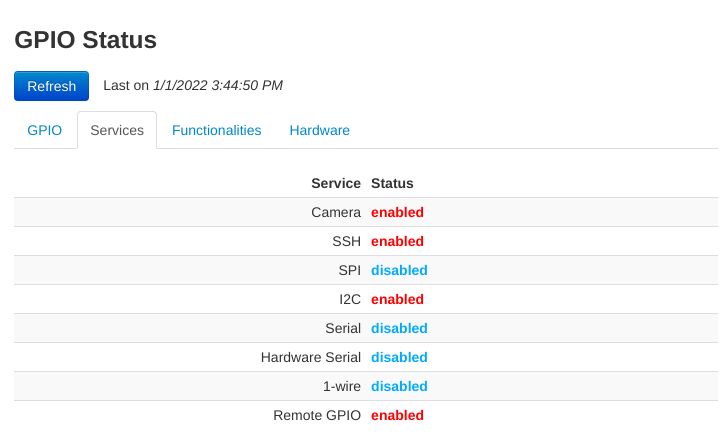 GPIO Status
Refresh Last on 1/1/2022 3:44:50 PM
GPIO Services Functionalities Hardware
Service Status
Camera enabled
SSH enabled
SPI disabled
I2C enabled
Serial disabled
Hardware Serial disabled
1-wire disabled
Remote GPIO enabled